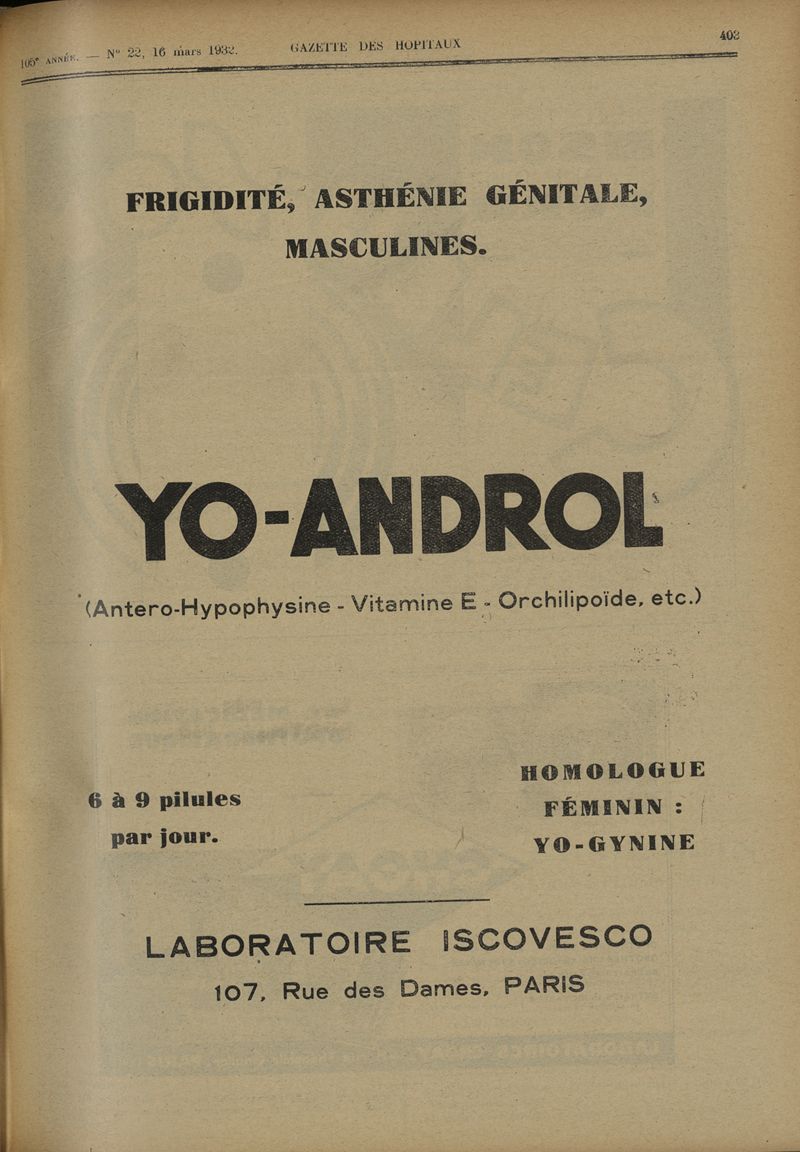 105e ANNÉE. — N° 22, 16 mars 1932. GAZETTE DES HOPITAUX 403
FRIGIDITÉ, ASTHÉNIE GÉNITALE,
MASCULINES.
YO-ANDROL
(Antero-Hypophysine - Vitamine E - Orchilipoïde, etc.)
6 à 9 pilules
par jour.
HOMOLOGUE
FÉMININ :
YO-GYNINE
LABORATOIRE ISCOVESCO
107, Rue des Dames, PARIS